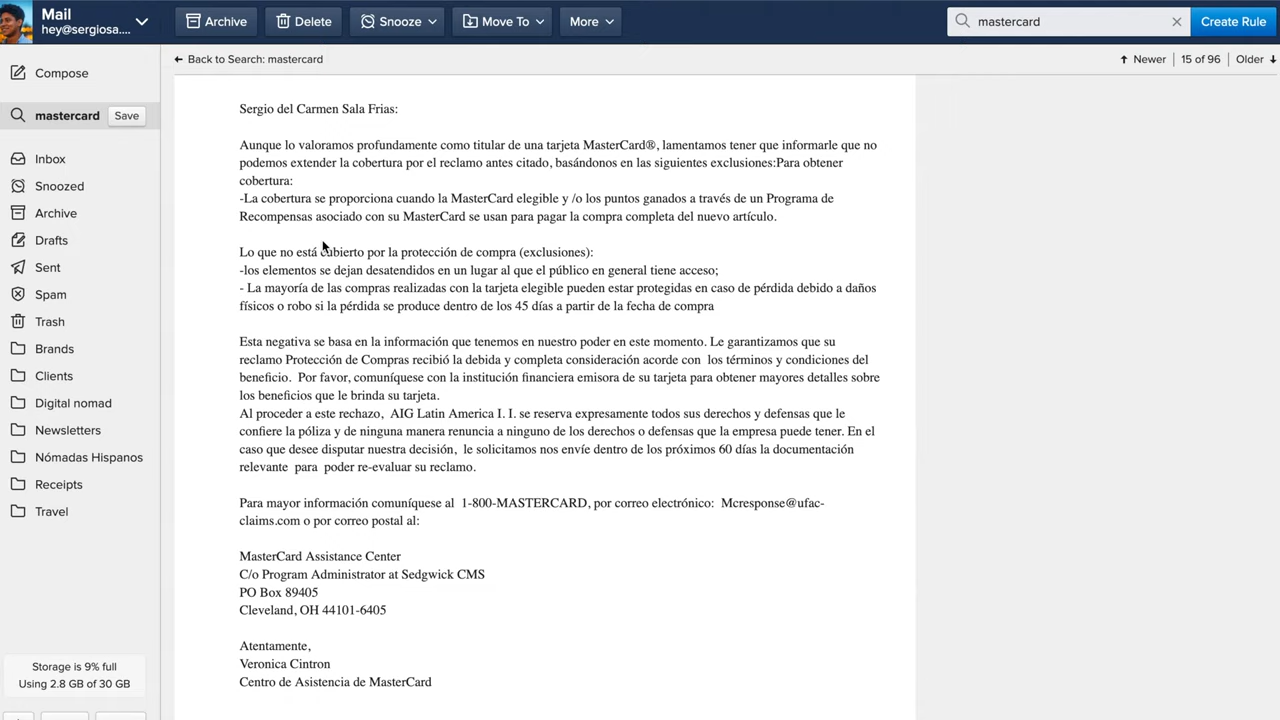 Mail
hey@sergiosa....
Archive
Delete
Snooze
Move To
More
mastercard
Create Rule
Compose
Back to Search: mastercard
Newer
15 of 96
Older
mastercard
Save
Inbox
Snoozed
Archive
Drafts
Sent
Spam
Trash
Brands
Clients
Digital nomad
Newsletters
Nómadas Hispanos
Receipts
Travel
Storage is 9% full
Using 2.8 GB of 30 GB
Sergio del Carmen Sala Frias:
Aunque lo valoramos profundamente como titular de una tarjeta MasterCard®, lamentamos tener que informarle que no
podemos extender la cobertura por el reclamo antes citado, basándonos en las siguientes exclusiones:Para obtener
cobertura:
-La cobertura se proporciona cuando la MasterCard elegible y /o los puntos ganados a través de un Programa de
Recompensas asociado con su MasterCard se usan para pagar la compra completa del nuevo artículo.
Lo que no está cubierto por la protección de compra (exclusiones):
-los elementos se dejan desatendidos en un lugar al que el público en general tiene acceso;
- La mayoría de las compras realizadas con la tarjeta elegible pueden estar protegidas en caso de pérdida debido a daños
físicos o robo si la pérdida se produce dentro de los 45 días a partir de la fecha de compra
Esta negativa se basa en la información que tenemos en nuestro poder en este momento. Le garantizamos que su
reclamo Protección de Compras recibió la debida y completa consideración acorde con los términos y condiciones del
beneficio. Por favor, comuníquese con la institución financiera emisora de su tarjeta para obtener mayores detalles sobre
los beneficios que le brinda su tarjeta.
Al proceder a este rechazo, AIG Latin America I. I. se reserva expresamente todos sus derechos y defensas que le
confiere la póliza y de ninguna manera renuncia a ninguno de los derechos o defensas que la empresa puede tener. En el
caso que desee disputar nuestra decisión, le solicitamos nos envíe dentro de los próximos 60 días la documentación
relevante para poder re-evaluar su reclamo.
Para mayor información comuníquese al 1-800-MASTERCARD, por correo electrónico: Mcresponse@ufac-
claims.com o por correo postal al:
MasterCard Assistance Center
C/o Program Administrator at Sedgwick CMS
PO Box 89405
Cleveland, OH 44101-6405
Atentamente,
Veronica Cintron
Centro de Asistencia de MasterCard